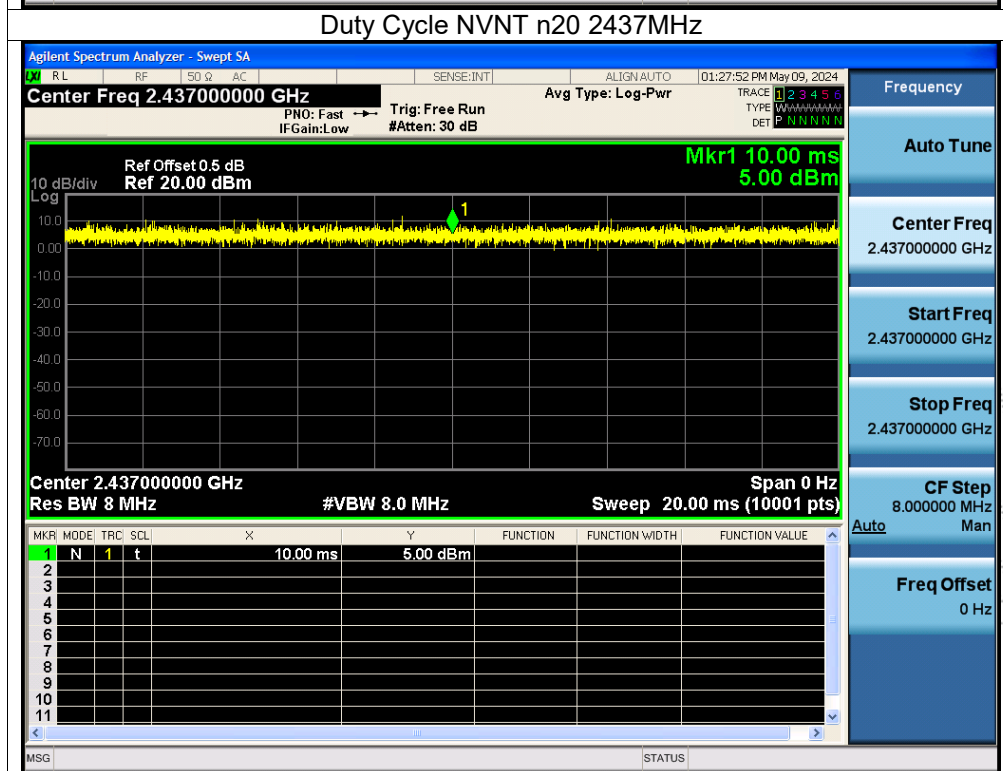 Duty Cycle NVNT n20 2437MHz
Agilent Spectrum Analyzer - Swept SA
LXI RL RF 50 Ω AC SENSE:INT ALIGN AUTO 01:27:52 PM May 09, 2024
Center Freq 2.437000000 GHz Avg Type: Log-Pwr TRACE 1 2 3 4 5 6
PNO: Fast Trig: Free Run TYPE WWWWWW
IFGain:Low #Atten: 30 dB DET P N N N N N
Frequency
Auto Tune
Mkr1 10.00 ms
5.00 dBm
Ref Offset 0.5 dB
10 dB/div Ref 20.00 dBm
Log
1
10.0
0.00
-10.0
-20.0
-30.0
-40.0
-50.0
-60.0
-70.0
Center 2.437000000 GHz Span 0 Hz
Res BW 8 MHz #VBW 8.0 MHz Sweep 20.00 ms (10001 pts)
Center Freq
2.437000000 GHz
Start Freq
2.437000000 GHz
Stop Freq
2.437000000 GHz
CF Step
8.000000 MHz
Auto Man
Freq Offset
0 Hz
MKR MODE TRC SCL X Y FUNCTION FUNCTION WIDTH FUNCTION VALUE
1 N 1 t 10.00 ms 5.00 dBm
2
3
4
5
6
7
8
9
10
11
MSG STATUS